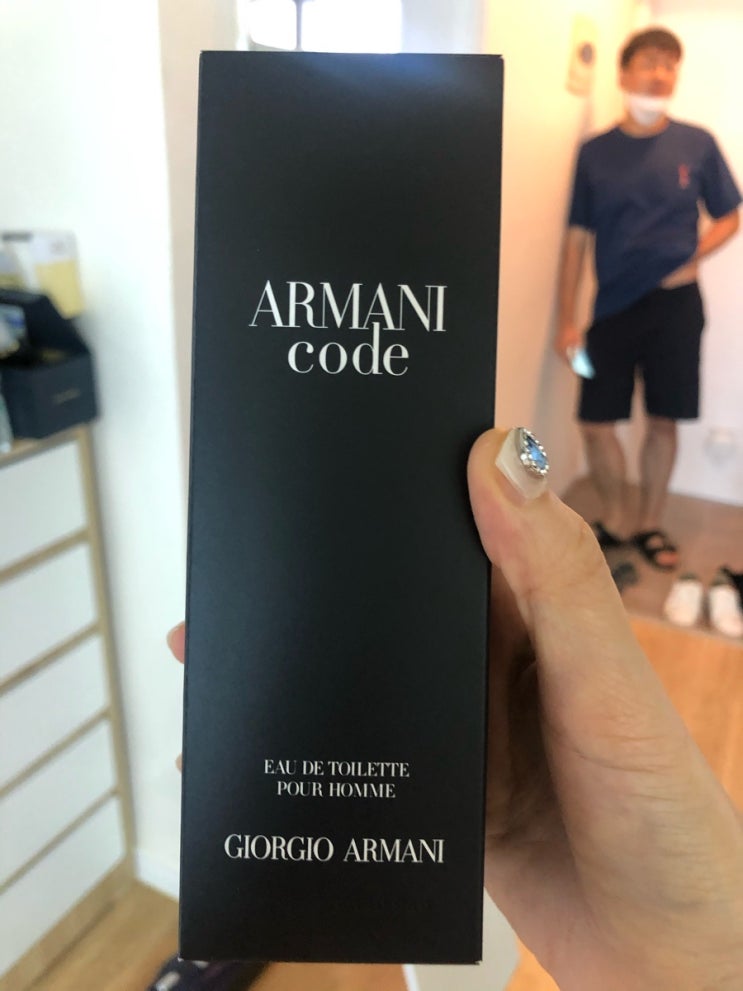 ARMANI
code
EAU DE TOILETTE
POUR HOMME
GIORGIO ARMANI